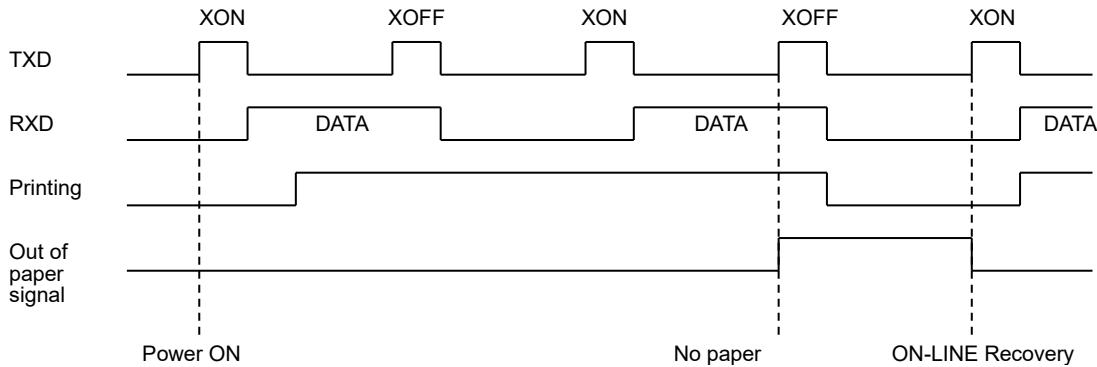 XON XOFF XON XOFF XON
TXD
RXD DATA DATA DATA
Printing
Out of
paper
signal
Power ON No paper ON-LINE Recovery